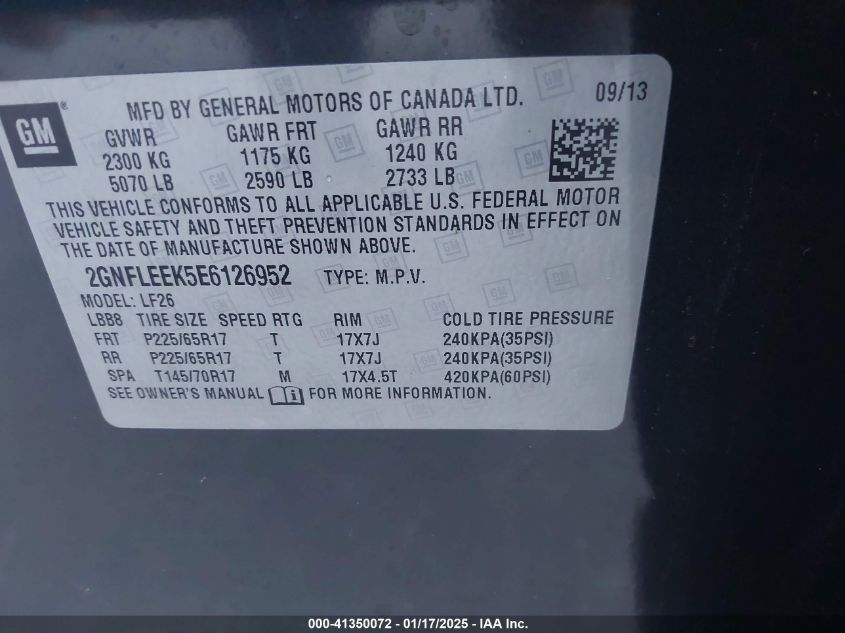 GM
MFD BY GENERAL MOTORS OF CANADA LTD. 09/13
GVWR GAWR FRT GAWR RR
2300 KG 1175 KG 1240 KG
5070 LB 2590 LB 2733 LB
THIS VEHICLE CONFORMS TO ALL APPLICABLE U.S. FEDERAL MOTOR
VEHICLE SAFETY AND THEFT PREVENTION STANDARDS IN EFFECT ON
THE DATE OF MANUFACTURE SHOWN ABOVE.
2GNFLEEK5E6126952 TYPE: M.P.V.
MODEL: LF26
LBB8 TIRE SIZE SPEED RTG RIM COLD TIRE PRESSURE
FRT P225/65R17 T 17X7J 240KPA(35PSI)
RR P225/65R17 T 17X7J 240KPA(35PSI)
SPA T145/70R17 M 17X4.5T 420KPA(60PSI)
SEE OWNER'S MANUAL FOR MORE INFORMATION.
000-41350072 - 01/17/2025 - IAA Inc.